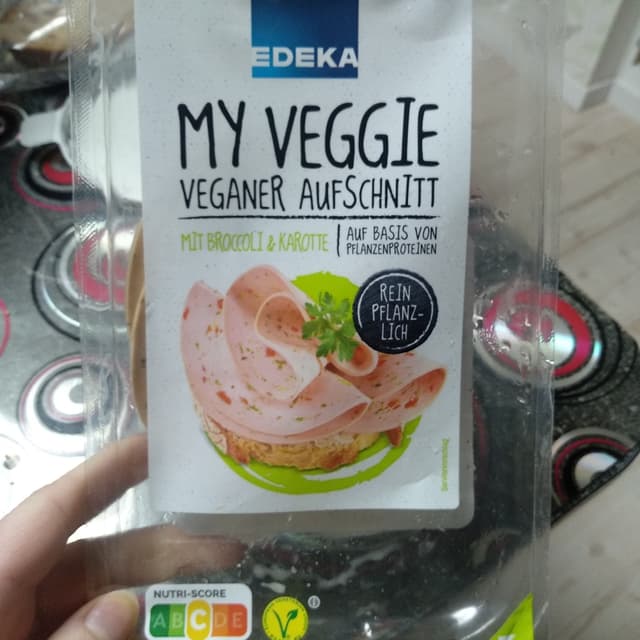 EDEKA
MY VEGGIE
VEGANER AUFSCHNITT
MIT BROCCOLI & KAROTTE
AUF BASIS VON
PFLANZENPROTEINEN
REIN
PFLANZ-
LICH
NUTRI-SCORE
A B C D E